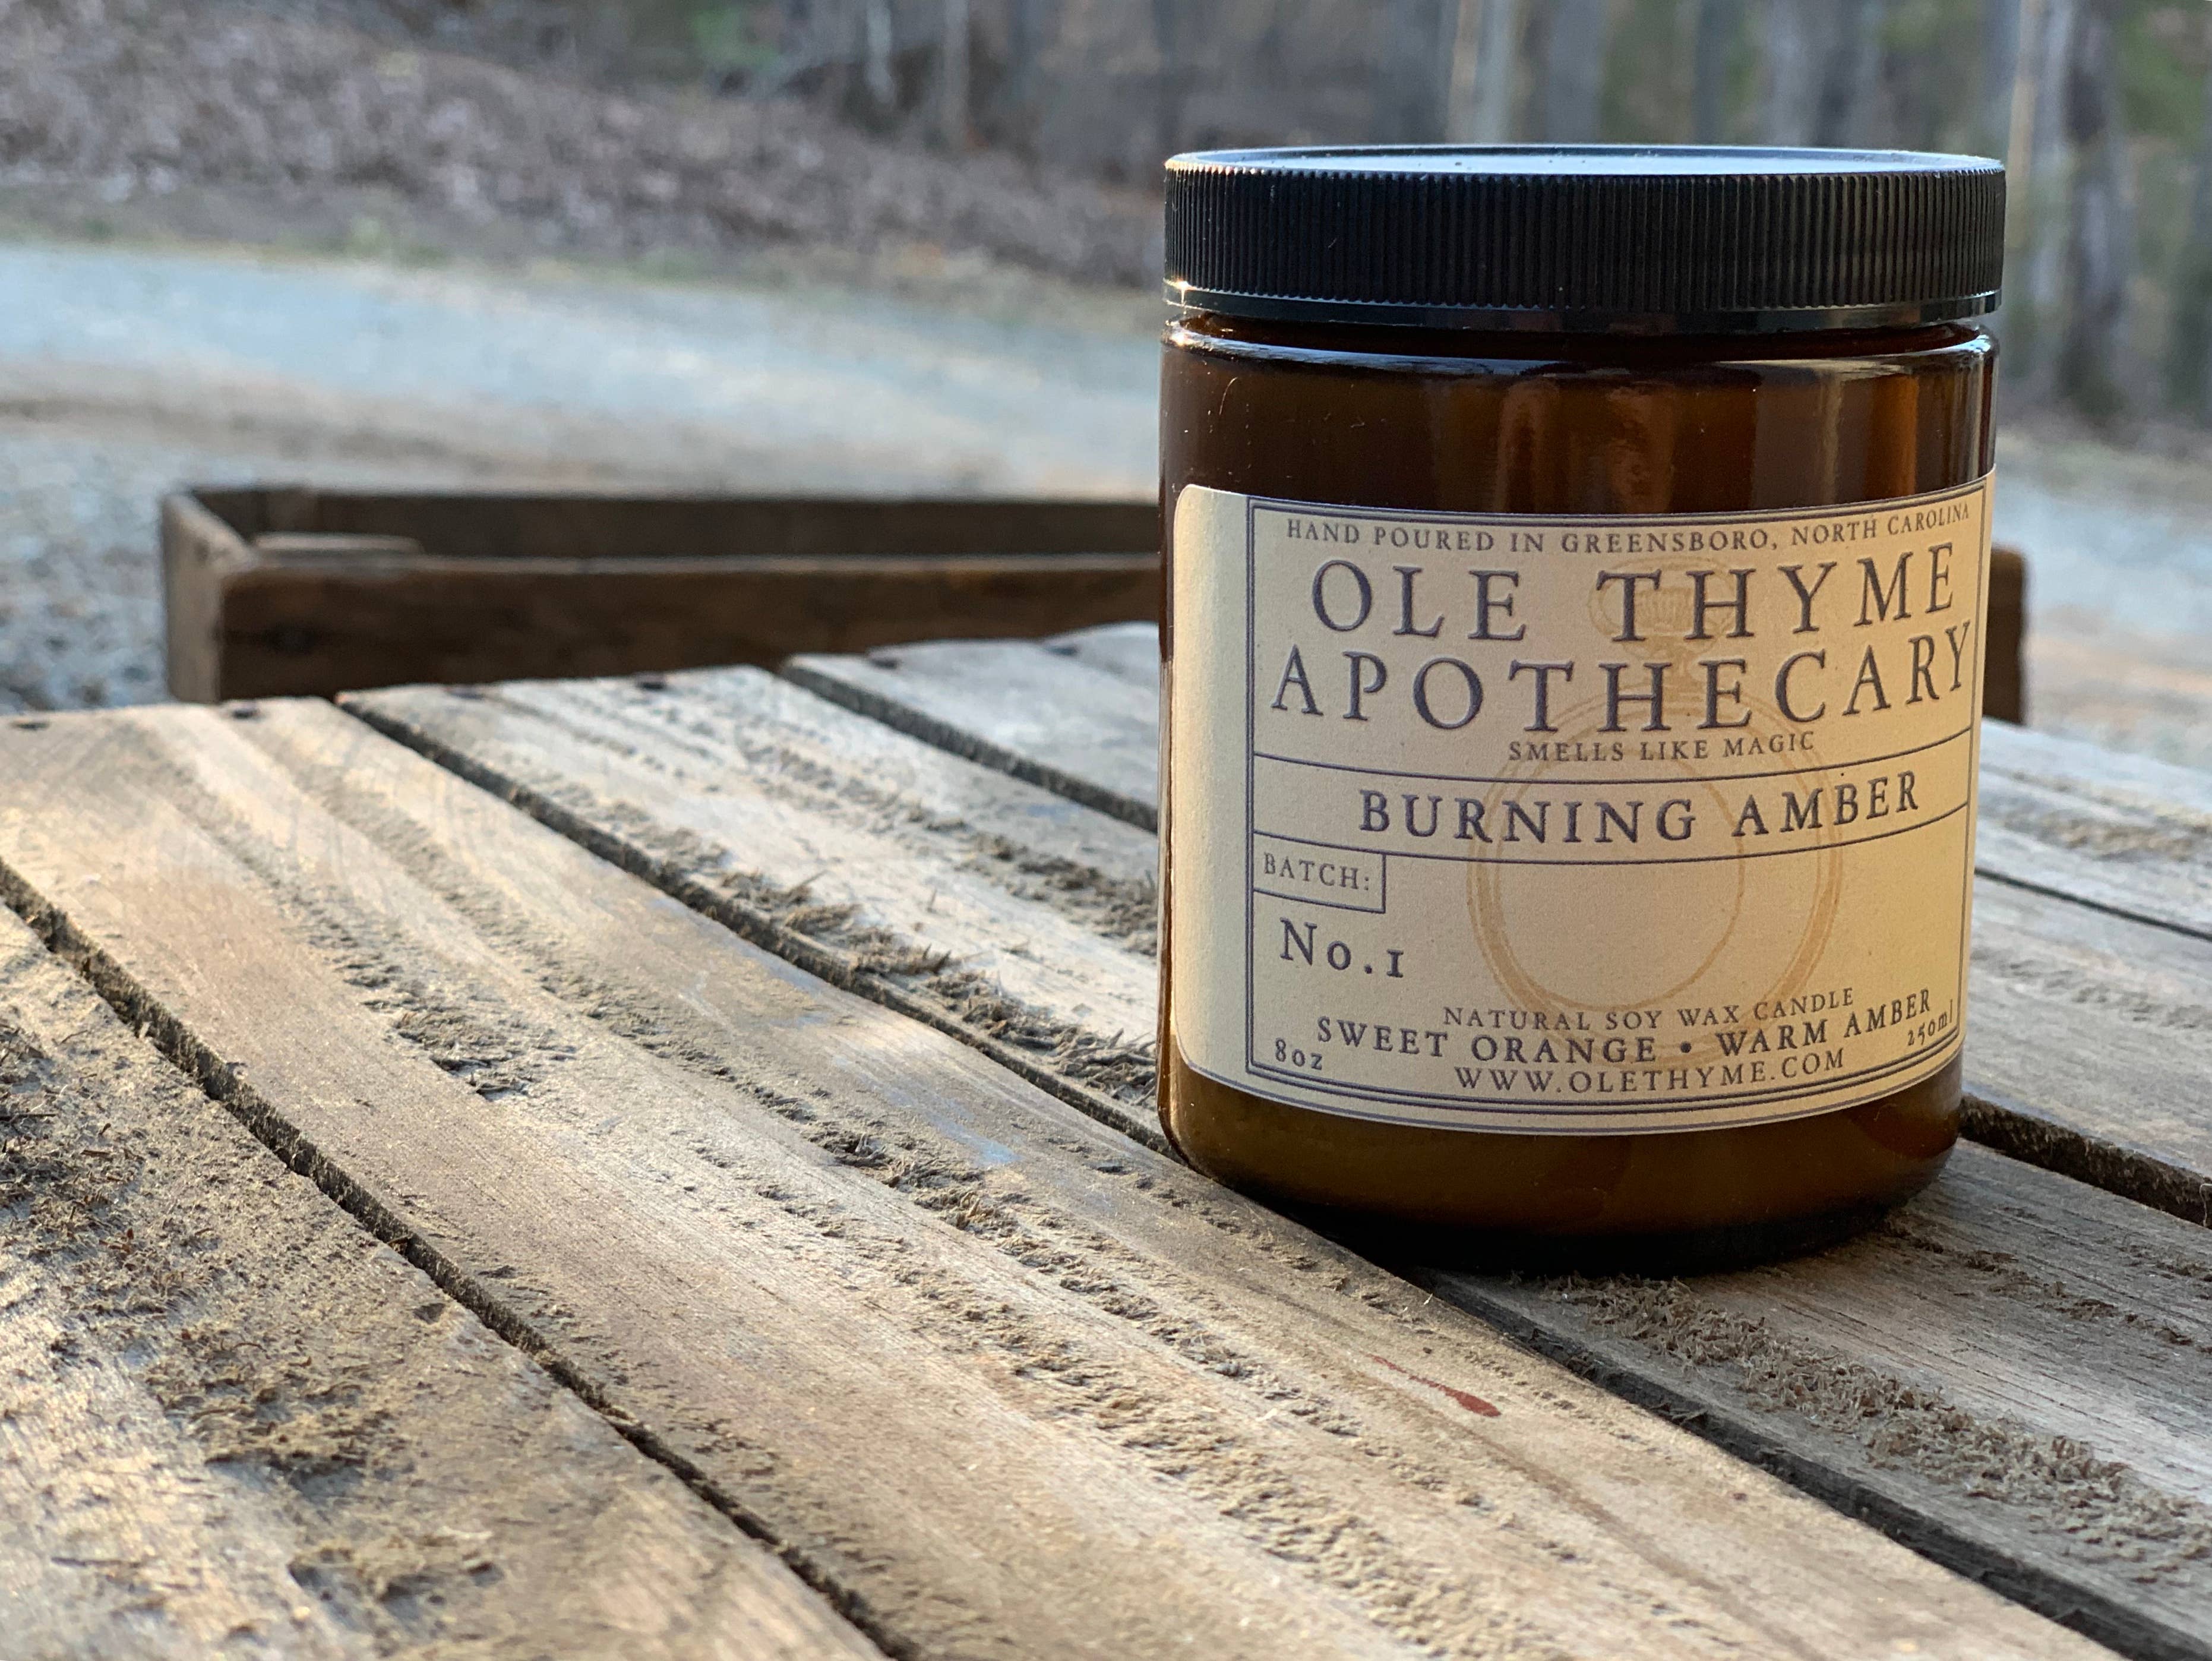 HAND POURED IN GREENSBORO, NORTH CAROLINA
OLE THYME
APOTHECARY
SMELLS LIKE MAGIC
BURNING AMBER
BATCH:
No.1
NATURAL SOY WAX CANDLE
SWEET ORANGE • WARM AMBER
8oz
250ml
WWW.OLETHYME.COM